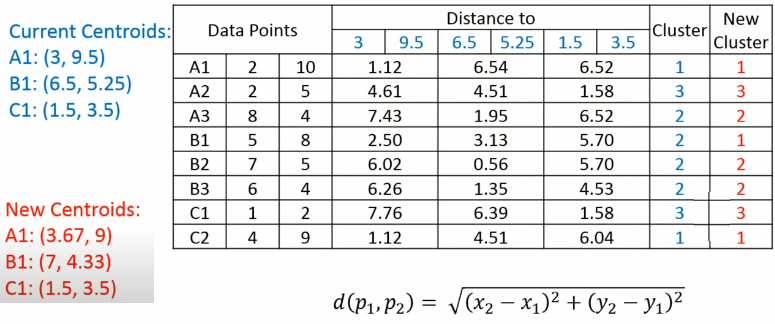 Current Centroids:
A1: (3, 9.5)
B1: (6.5, 5.25)
C1: (1.5, 3.5)
New Centroids:
A1: (3.67, 9)
B1: (7, 4.33)
C1: (1.5, 3.5)
Data Points Distance to Cluster New Cluster
3 9.5 6.5 5.25 1.5 3.5
A1 2 10 1.12 6.54 6.52 1 1
A2 2 5 4.61 4.51 1.58 3 3
A3 8 4 7.43 1.95 6.52 2 2
B1 5 8 2.50 3.13 5.70 2 1
B2 7 5 6.02 0.56 5.70 2 2
B3 6 4 6.26 1.35 4.53 2 2
C1 1 2 7.76 6.39 1.58 3 3
C2 4 9 1.12 4.51 6.04 1 1
d(p₁, p₂) = √(x₂ − x₁)² + (y₂ − y₁)²